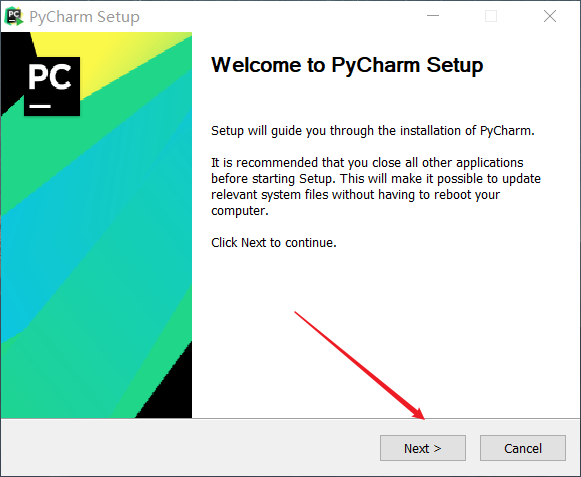 PyCharm Setup
PC
Welcome to PyCharm Setup
Setup will guide you through the installation of PyCharm.
It is recommended that you close all other applications
before starting Setup. This will make it possible to update
relevant system files without having to reboot your
computer.
Click Next to continue.
Next >
Cancel